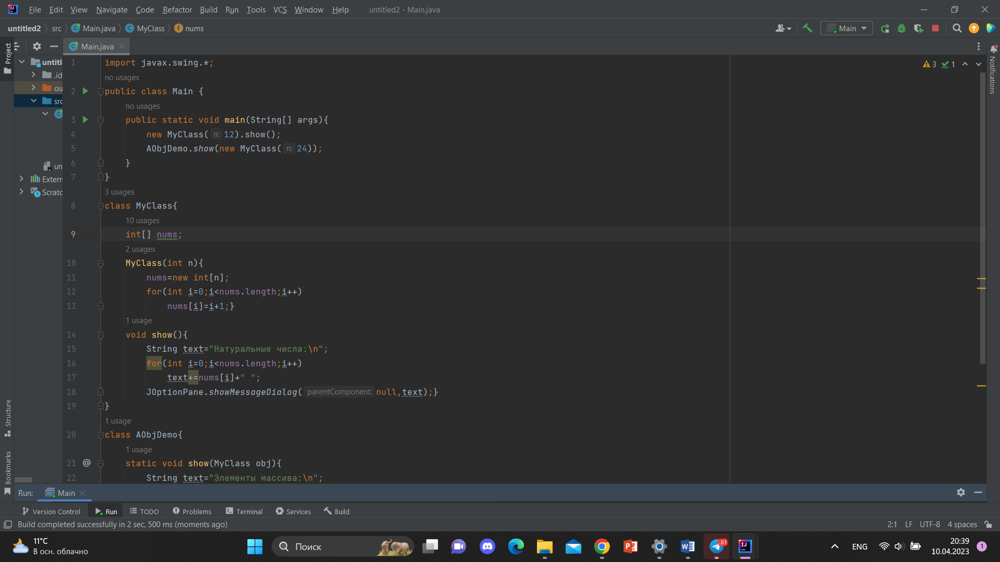 File Edit View Navigate Code Refactor Build Run Tools VCS Window Help untitled2 - Main.java
untitled2 src Main.java MyClass nums Main
Project
Main.java
Notifications
untitl
.id
ou
src
un
Extern
Scratc
3 1
1 import javax.swing.*;
no usages
2 public class Main {
no usages
3 public static void main(String[] args){
4 new MyClass( n: 12).show();
5 AObjDemo.show(new MyClass( n: 24));
6 }
7 }
3 usages
8 class MyClass{
10 usages
9 int[] nums;
2 usages
10 MyClass(int n){
11 nums=new int[n];
12 for(int i=0;i<nums.length;i++)
13 nums[i]=i+1;}
1 usage
14 void show(){
15 String text="Натуральные числа:\n";
16 for(int i=0;i<nums.length;i++)
17 text+=nums[i]+" ";
18 JOptionPane.showMessageDialog( parentComponent: null,text);}
19 }
1 usage
20 class AObjDemo{
1 usage
21 @ static void show(MyClass obj){
22 String text="Элементы массива:\n";
Structure
Bookmarks
Run: Main
Version Control Run TODO Problems Terminal Services Build
Build completed successfully in 2 sec, 500 ms (moments ago) 2:1 LF UTF-8 4 spaces
11°C
В осн. облачно
Поиск
..61
ENG
20:39
10.04.2023
1